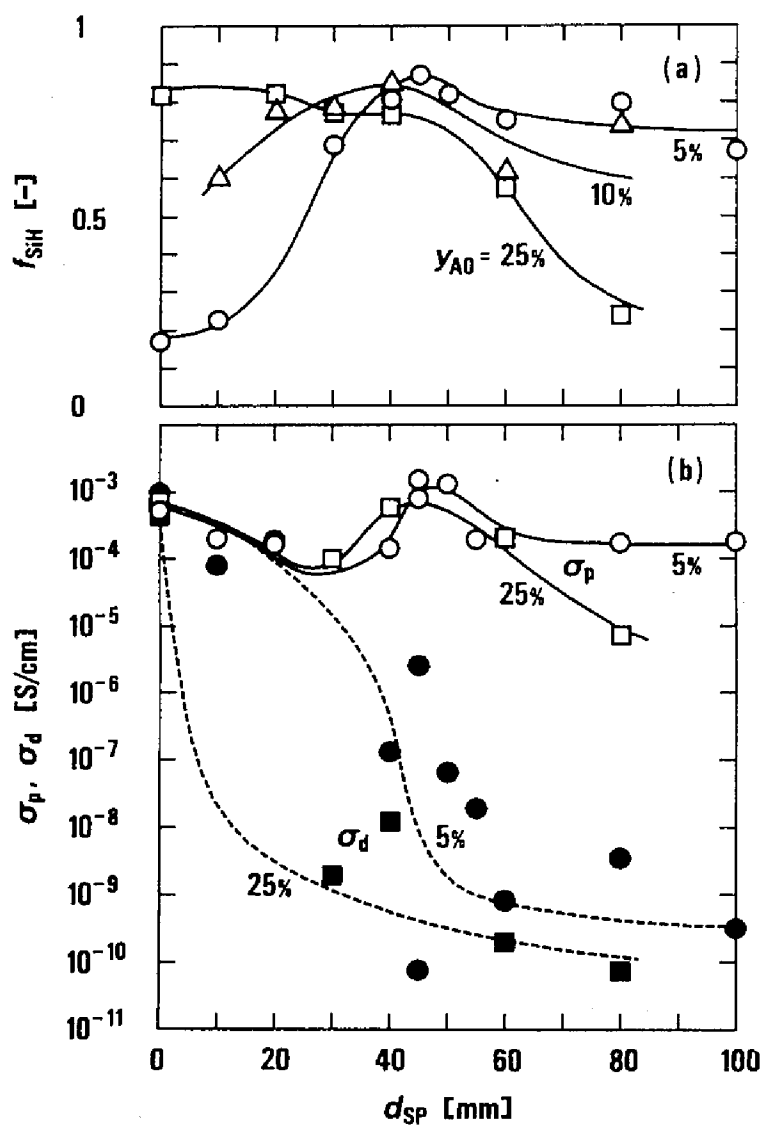 1
(a)
5%
10%
0.5
y_A0 = 25%
f_SiH [-]
0
(b)
10⁻³
10⁻⁴
σ_p
5%
25%
10⁻⁵
10⁻⁶
10⁻⁷
10⁻⁸
σ_d
5%
25%
10⁻⁹
10⁻¹⁰
10⁻¹¹
σ_p, σ_d [S/cm]
0 20 40 60 80 100
d_SP [mm]